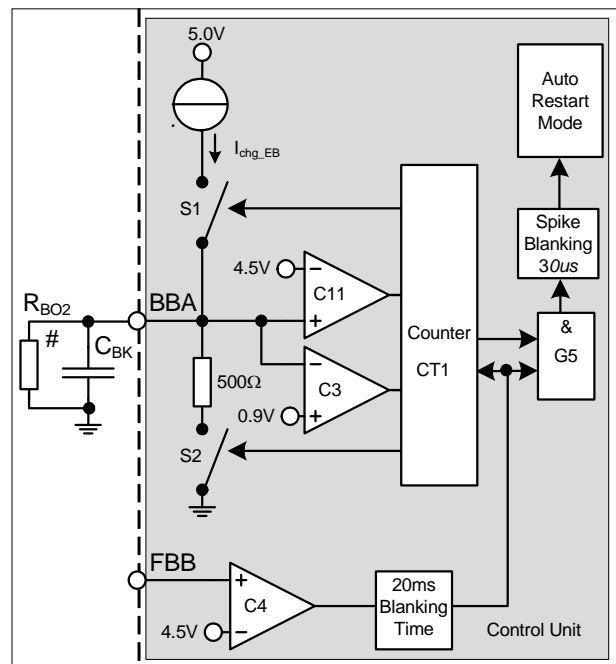 5.0V
Auto
Restart
Mode
I chg_EB
S1
Spike
Blanking
30us
4.5V
C11
RBO2
#
BBA
CBK
Counter
CT1
&
G5
500Ω
C3
0.9V
S2
FBB
C4
4.5V
20ms
Blanking
Time
Control Unit